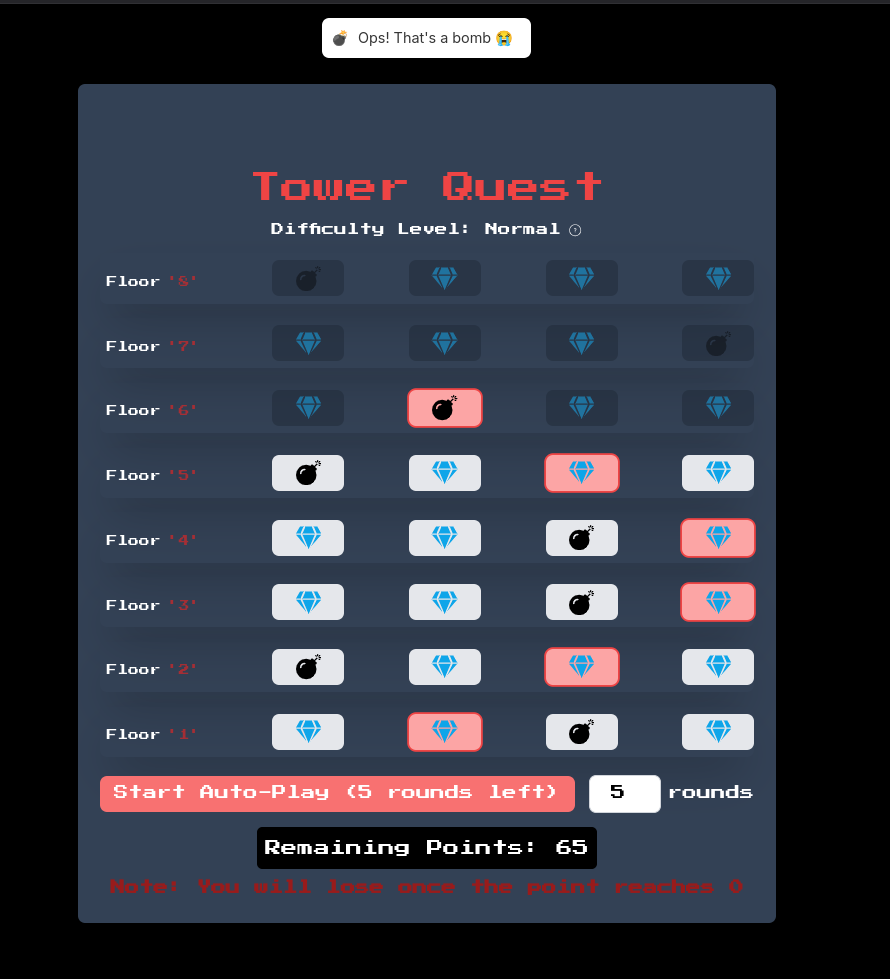 Ops! That's a bomb 😭
Tower Quest
Difficulty Level: Normal ?
Floor '8'
Floor '7'
Floor '6'
Floor '5'
Floor '4'
Floor '3'
Floor '2'
Floor '1'
Start Auto-Play (5 rounds left) 5 rounds
Remaining Points: 65
Note: You will lose once the point reaches 0